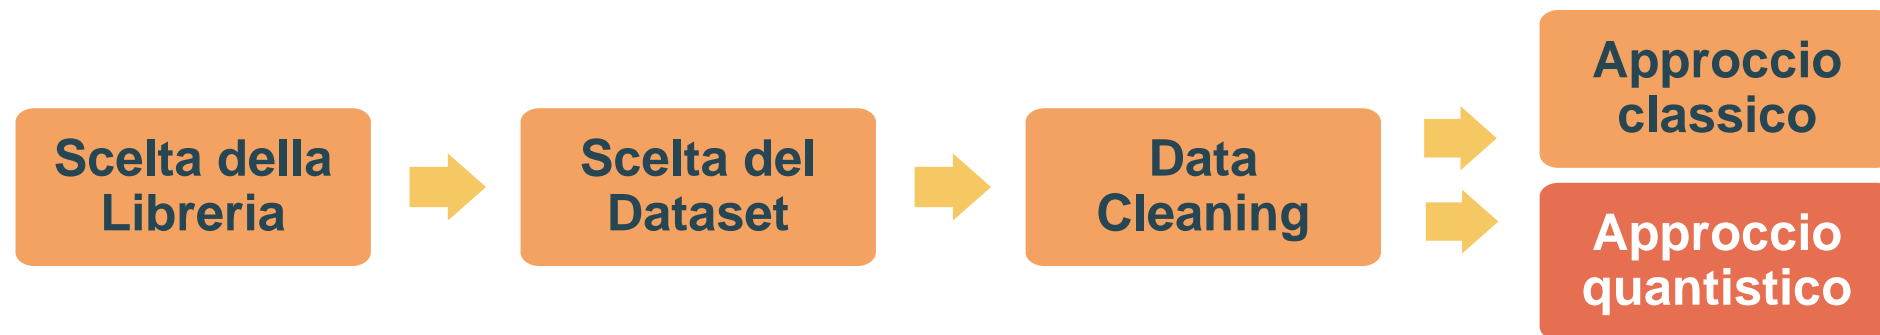 Scelta della
Libreria
Scelta del
Dataset
Data
Cleaning
Approccio
classico
Approccio
quantistico